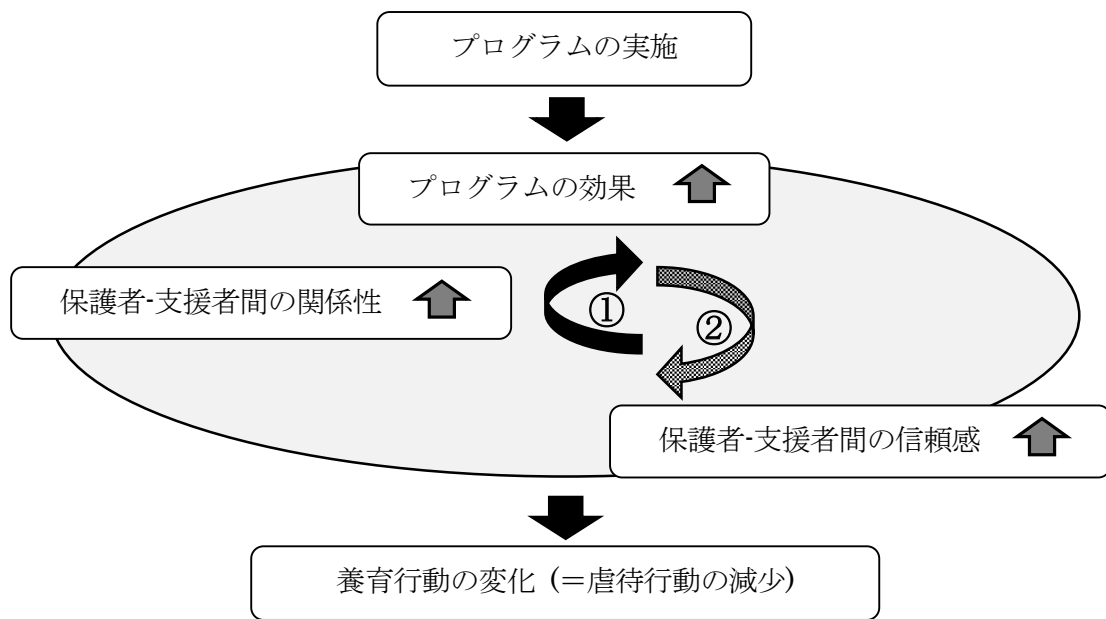 プログラムの実施
プログラムの効果
保護者-支援者間の関係性
①
②
保護者-支援者間の信頼感
養育行動の変化 (＝虐待行動の減少)